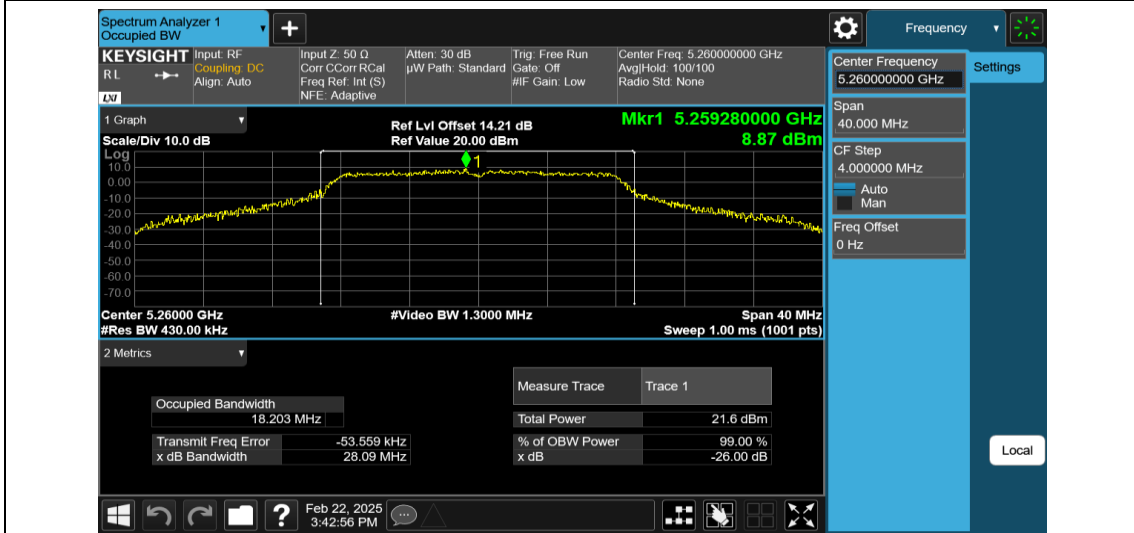 Spectrum Analyzer 1
Occupied BW
Frequency
KEYSIGHT
R L
LXI
Input: RF
Coupling: DC
Align: Auto
Input Z: 50 Ω
Corr CCorr RCal
Freq Ref: Int (S)
NFE: Adaptive
Atten: 30 dB
µW Path: Standard
Trig: Free Run
Gate: Off
#IF Gain: Low
Center Freq: 5.260000000 GHz
Avg|Hold: 100/100
Radio Std: None
Center Frequency
5.260000000 GHz
Settings
Span
40.000 MHz
CF Step
4.000000 MHz
Auto
Man
Freq Offset
0 Hz
Local
1 Graph
Scale/Div 10.0 dB
Ref Lvl Offset 14.21 dB
Ref Value 20.00 dBm
Mkr1 5.259280000 GHz
8.87 dBm
Log
10.0
0.00
-10.0
-20.0
-30.0
-40.0
-50.0
-60.0
-70.0
1
Center 5.26000 GHz
#Video BW 1.3000 MHz
Span 40 MHz
#Res BW 430.00 kHz
Sweep 1.00 ms (1001 pts)
2 Metrics
Measure Trace Trace 1
Occupied Bandwidth
18.203 MHz
Total Power 21.6 dBm
Transmit Freq Error -53.559 kHz
% of OBW Power 99.00 %
x dB Bandwidth 28.09 MHz
x dB -26.00 dB
?
Feb 22, 2025
3:42:56 PM